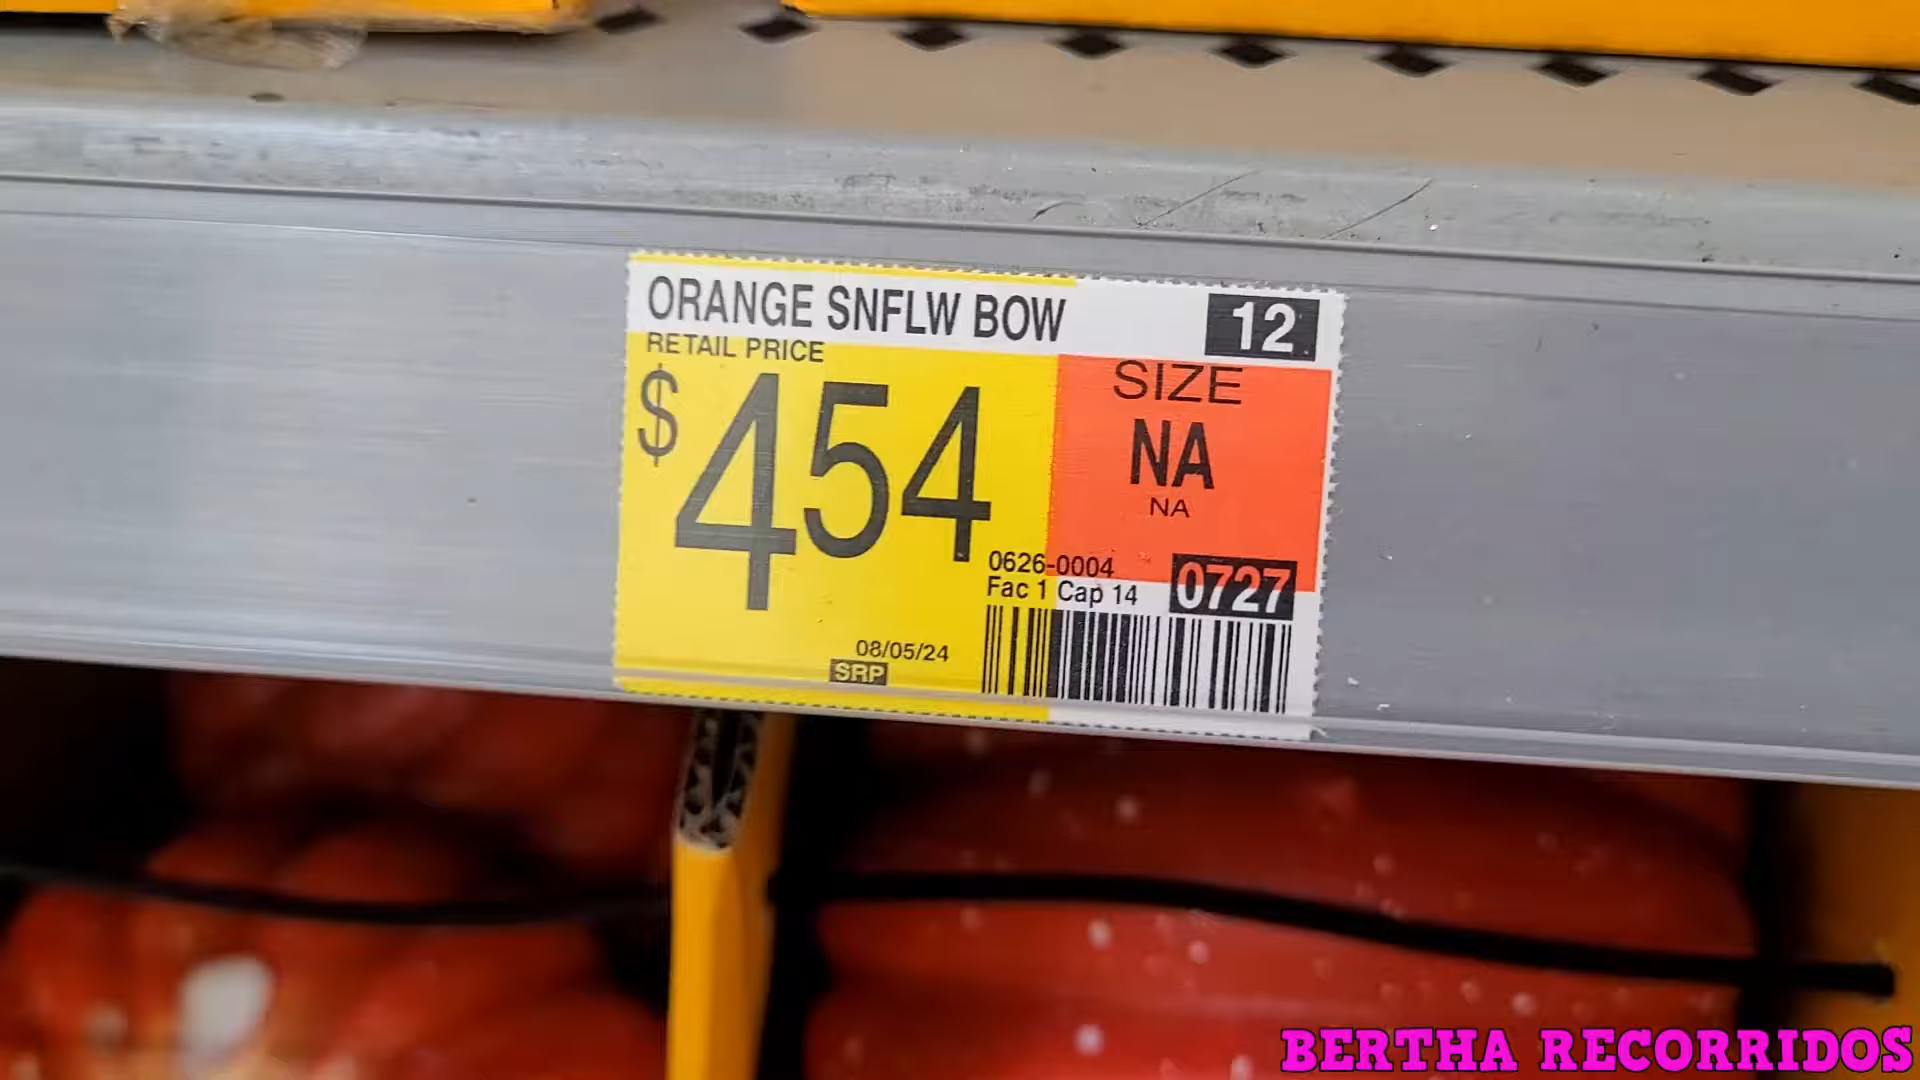 ORANGE SNFLW BOW
12
RETAIL PRICE
$454
SIZE
NA
NA
0626-0004
Fac 1 Cap 14
0727
08/05/24
SRP
BERTHA RECORRIDOS